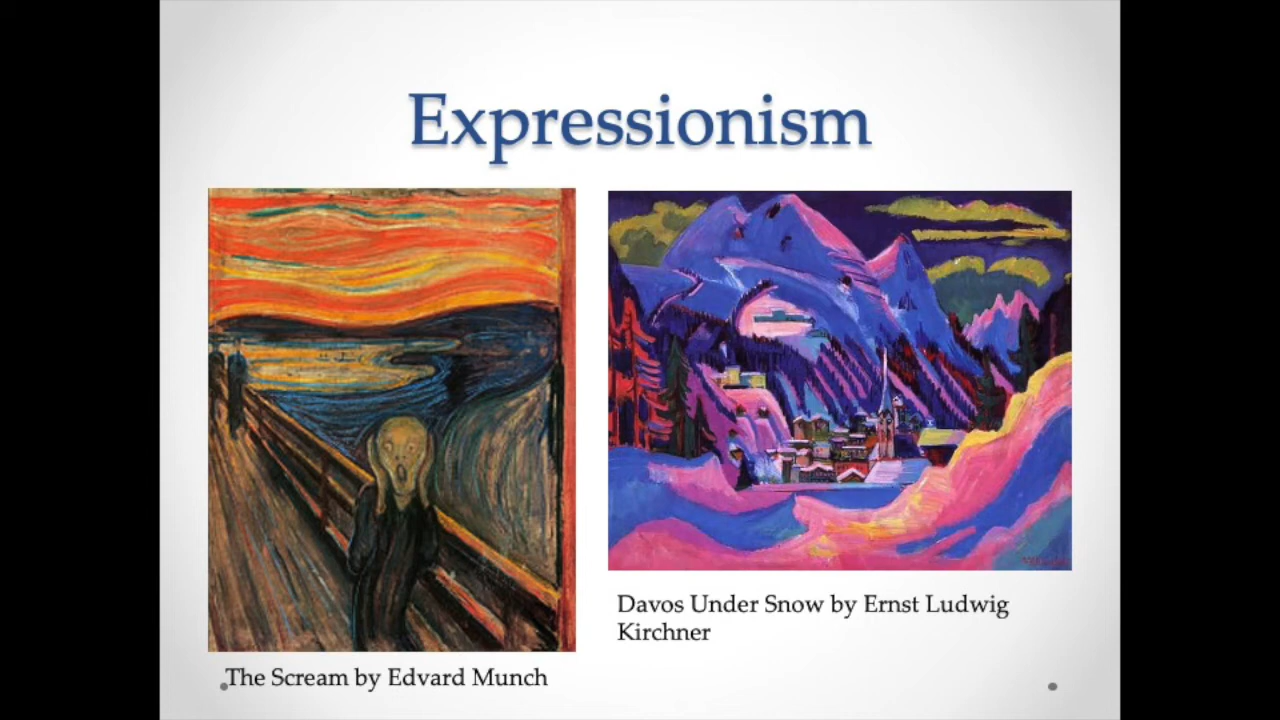 Expressionism
Davos Under Snow by Ernst Ludwig
Kirchner
The Scream by Edvard Munch